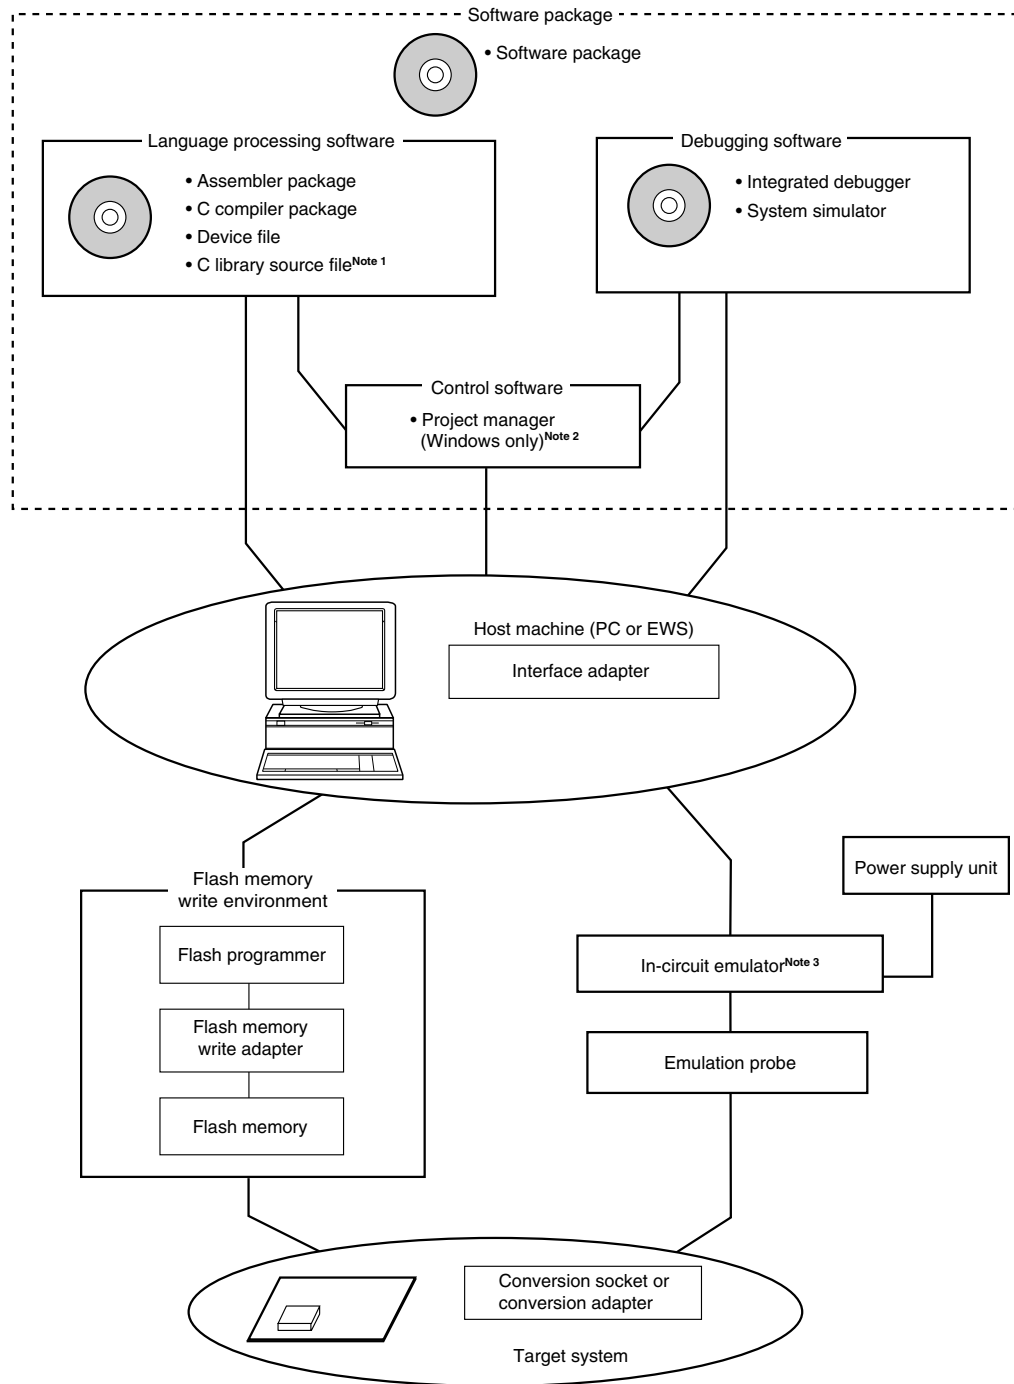 Software package
• Software package
Language processing software
• Assembler package
• C compiler package
• Device file
• C library source fileNote 1
Debugging software
• Integrated debugger
• System simulator
Control software
• Project manager
(Windows only)Note 2
Host machine (PC or EWS)
Interface adapter
Flash memory
write environment
Flash programmer
Flash memory
write adapter
Flash memory
Power supply unit
In-circuit emulatorNote 3
Emulation probe
Conversion socket or
conversion adapter
Target system